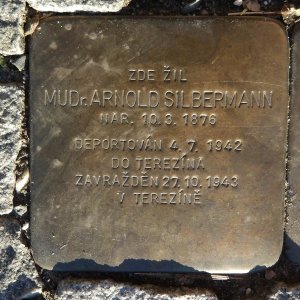 ZDE ŽIL
MUDr. ARNOLD SILBERMANN
NAR. 10. 3. 1876
DEPORTOVÁN 4. 7. 1942
DO TEREZÍNA
ZAVRAŽDĚN 27. 10. 1943
V TEREZÍNĚ